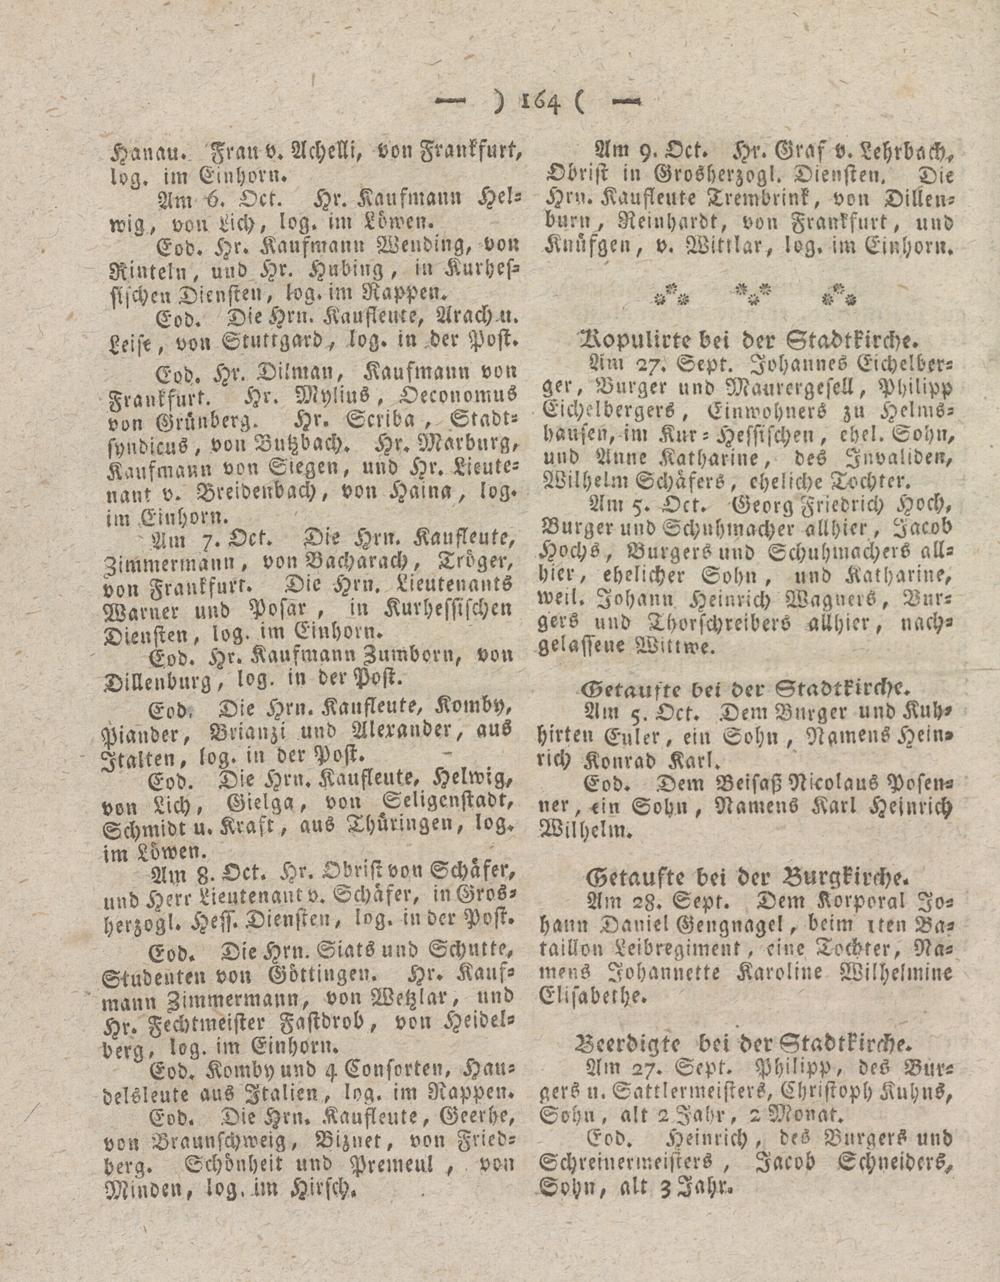 — ) 164 ( —
Hanau. Frau v. Achelli, von Frankfurt,
log. im Einhorn.
Am 6. Oct. Hr. Kaufmann Hel-
wig, von Lich, log. im Löwen.
Eod. Hr. Kaufmann Wending, von
Rinteln, und Hr. Hubing, in Kurhes-
sischen Diensten, log. im Rappen.
Eod. Die Hrn. Kaufleute, Arach u.
Leise, von Stuttgard, log. in der Post.
Eod. Hr. Dilman, Kaufmann von
Frankfurt. Hr. Mylius, Oeconomus
von Grünberg. Hr. Scriba, Stadt-
syndicus, von Butzbach. Hr. Marburg,
Kaufmann von Siegen, und Hr. Lieute-
nant v. Breidenbach, von Haina, log.
im Einhorn.
Am 7. Oct. Die Hrn. Kaufleute,
Zimmermann, von Bacharach, Tröger,
von Frankfurt. Die Hrn. Lieutenants
Warner und Posar, in Kurhessischen
Diensten, log. im Einhorn.
Eod. Hr. Kaufmann Zumborn, von
Dillenburg, log. in der Post.
Eod. Die Hrn. Kaufleute, Komby,
Piander, Brianzi und Alexander, aus
Italien, log. in der Post.
Eod. Die Hrn. Kaufleute, Helwig,
von Lich, Gielga, von Seligenstadt,
Schmidt u. Kraft, aus Thüringen, log.
im Löwen.
Am 8. Oct. Hr. Obrist von Schäfer,
und Herr Lieutenant v. Schäfer, in Gros-
herzogl. Hess. Diensten, log. in der Post.
Eod. Die Hrn. Siats und Schutte,
Studenten von Göttingen. Hr. Kauf-
mann Zimmermann, von Wetzlar, und
Hr. Fechtmeister Fastdrob, von Heidel-
berg, log. im Einhorn.
Eod. Komby und 4 Consorten, Han-
delsleute aus Italien, log. im Rappen.
Eod. Die Hrn. Kaufleute, Geerhe,
von Braunschweig, Biznet, von Fried-
berg. Schönheit und Premeul, von
Minden, log. im Hirsch.
Am 9. Oct. Hr. Graf v. Lehrbach,
Obrist in Grosherzogl. Diensten. Die
Hrn. Kaufleute Trembrink, von Dillen-
burn, Reinhardt, von Frankfurt, und
Knüfgen, v. Wittlar, log. im Einhorn.
Kopulirte bei der Stadtkirche.
Am 27. Sept. Johannes Eichelber-
ger, Burger und Maurergesell, Philipp
Eichelbergers, Einwohners zu Helms-
hausen, im Kur-Hessischen, ehel. Sohn,
und Anne Katharine, des Invaliden,
Wilhelm Schäfers, eheliche Tochter.
Am 5. Oct. Georg Friedrich Hoch,
Burger und Schuhmacher allhier, Jacob
Hochs, Burgers und Schuhmachers all-
hier, ehelicher Sohn, und Katharine,
weil. Johann Heinrich Wagners, Bur-
gers und Thorschreibers allhier, nach-
gelassene Wittwe.
Getaufte bei der Stadtkirche.
Am 5. Oct. Dem Burger und Kuh-
hirten Euler, ein Sohn, Namens Hein-
rich Konrad Karl.
Eod. Dem Beisaß Nicolaus Posen-
ner, ein Sohn, Namens Karl Heinrich
Wilhelm.
Getaufte bei der Burgkirche.
Am 28. Sept. Dem Korporal Jo-
hann Daniel Gengnagel, beim 1ten Ba-
taillon Leibregiment, eine Tochter, Na-
mens Johannette Karoline Wilhelmine
Elisabethe.
Beerdigte bei der Stadtkirche.
Am 27. Sept. Philipp, des Bur-
gers u. Sattlermeisters, Christoph Kuhns,
Sohn, alt 2 Jahr, 2 Monat.
Eod. Heinrich, des Burgers und
Schreinermeisters, Jacob Schneiders,
Sohn, alt 3 Jahr.